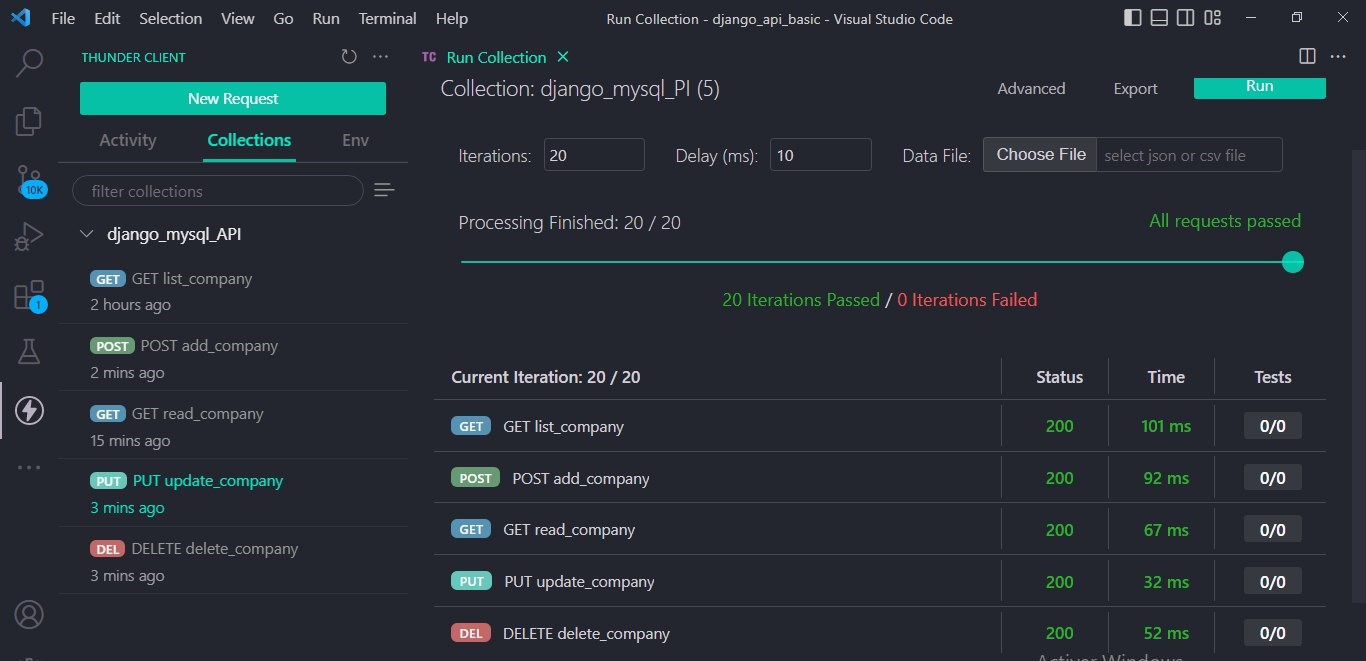 File Edit Selection View Go Run Terminal Help
Run Collection - django_api_basic - Visual Studio Code
THUNDER CLIENT
New Request
Activity Collections Env
filter collections
django_mysql_API
GET GET list_company
2 hours ago
POST POST add_company
2 mins ago
GET GET read_company
15 mins ago
PUT PUT update_company
3 mins ago
DEL DELETE delete_company
3 mins ago
10K
1
TC Run Collection
Collection: django_mysql_PI (5)
Advanced Export Run
Iterations: 20 Delay (ms): 10 Data File: Choose File select json or csv file
Processing Finished: 20 / 20 All requests passed
20 Iterations Passed / 0 Iterations Failed
Current Iteration: 20 / 20 Status Time Tests
GET GET list_company 200 101 ms 0/0
POST POST add_company 200 92 ms 0/0
GET GET read_company 200 67 ms 0/0
PUT PUT update_company 200 32 ms 0/0
DEL DELETE delete_company 200 52 ms 0/0
Activer Windows